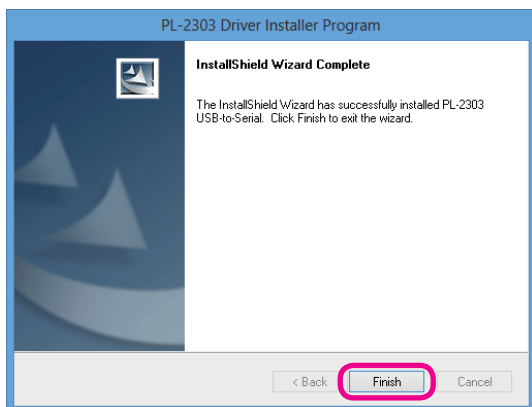 PL-2303 Driver Installer Program
InstallShield Wizard Complete
The InstallShield Wizard has successfully installed PL-2303
USB-to-Serial. Click Finish to exit the wizard.
< Back Finish Cancel